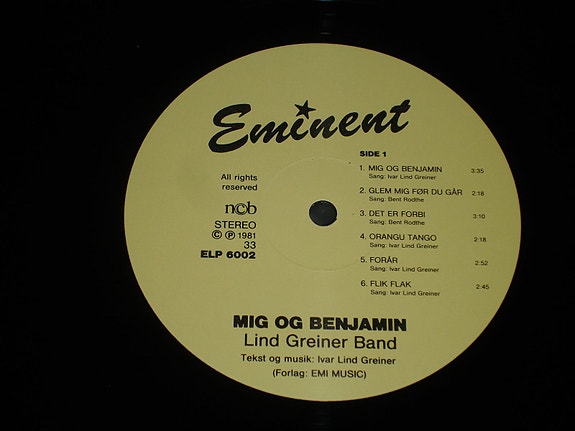 Eminent
SIDE 1
All rights
reserved
ncb
STEREO
© ℗ 1981
33
ELP 6002
1. MIG OG BENJAMIN 3:35
Sang: Ivar Lind Greiner
2. GLEM MIG FØR DU GÅR 2:18
Sang: Bent Rodthe
3. DET ER FORBI 3:10
Sang: Bent Rodthe
4. ORANGU TANGO 2:18
Sang: Ivar Lind Greiner
5. FORÅR 2:52
Sang: Ivar Lind Greiner
6. FLIK FLAK 2:45
Sang: Ivar Lind Greiner
MIG OG BENJAMIN
Lind Greiner Band
Tekst og musik: Ivar Lind Greiner
(Forlag: EMI MUSIC)